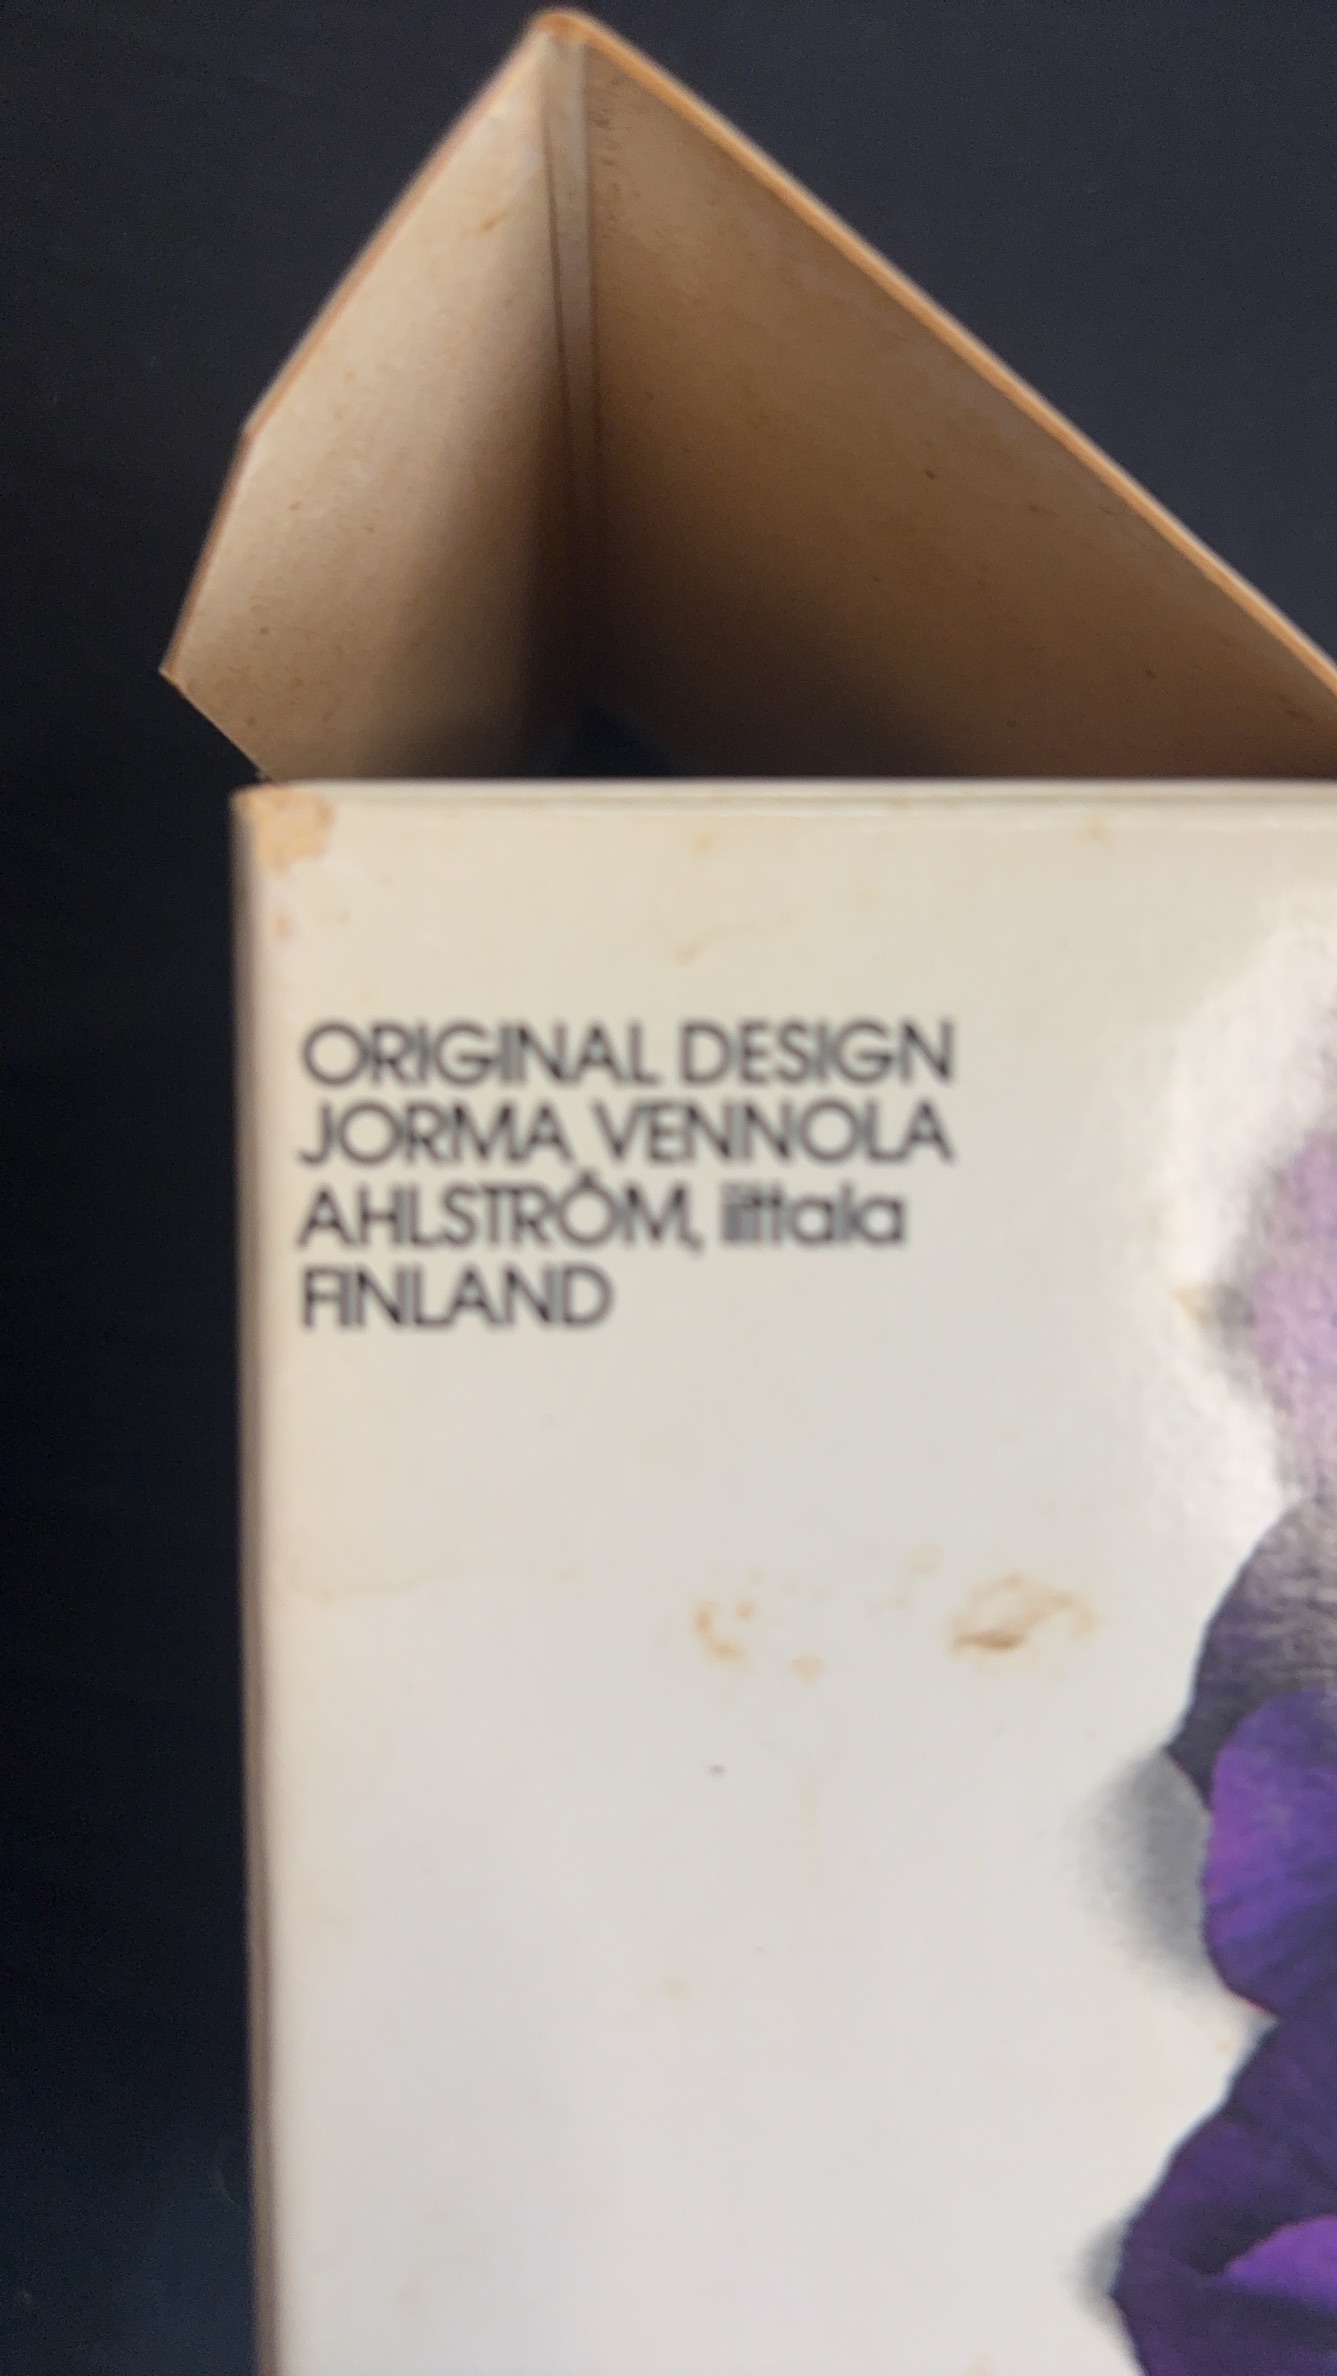 ORIGINAL DESIGN
JORMA VENNOLA
AHLSTRÖM, iittala
FINLAND